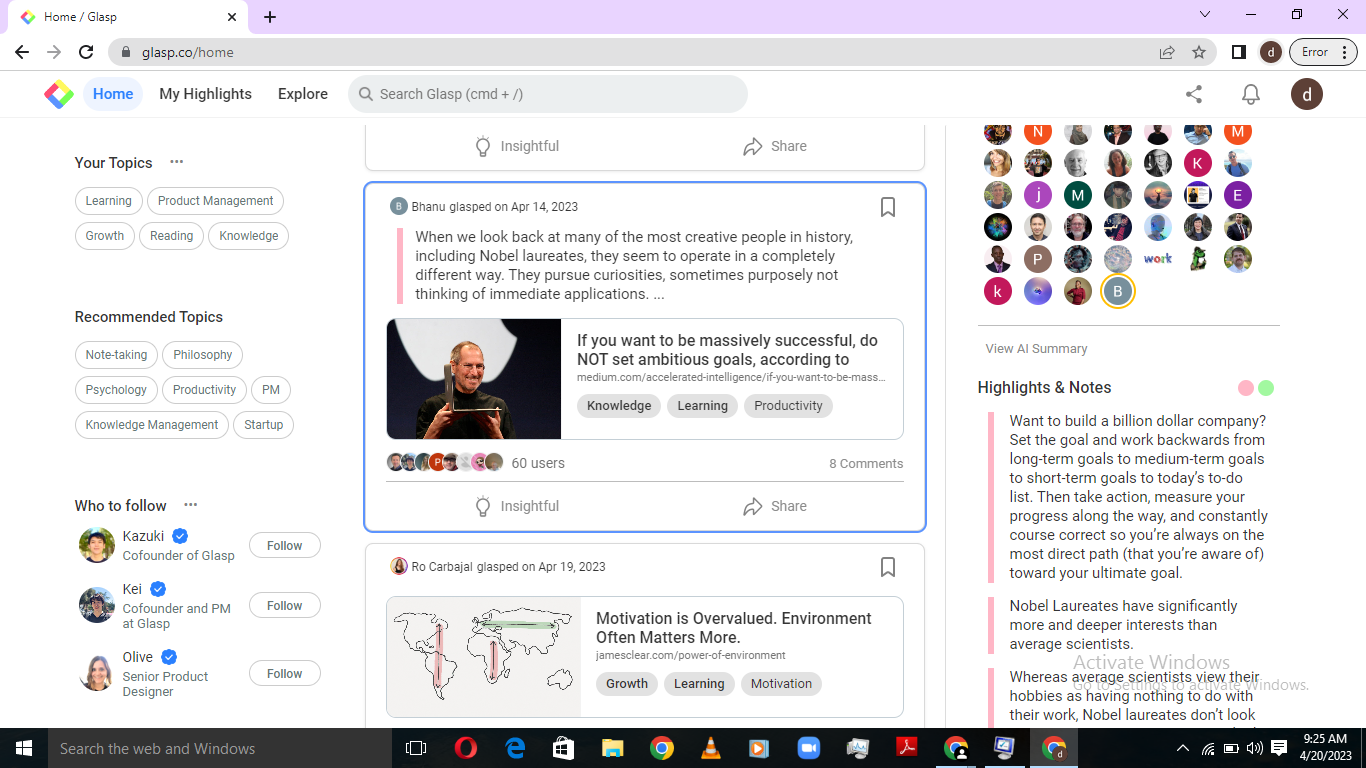 Home / Glasp
glasp.co/home
d
Error
Home
My Highlights
Explore
Search Glasp (cmd + /)
d
Your Topics
Learning
Product Management
Growth
Reading
Knowledge
Recommended Topics
Note-taking
Philosophy
Psychology
Productivity
PM
Knowledge Management
Startup
Who to follow
Kazuki
Cofounder of Glasp
Follow
Kei
Cofounder and PM
at Glasp
Follow
Olive
Senior Product
Designer
Follow
Insightful
Share
B
Bhanu glasped on Apr 14, 2023
When we look back at many of the most creative people in history,
including Nobel laureates, they seem to operate in a completely
different way. They pursue curiosities, sometimes purposely not
thinking of immediate applications. ...
If you want to be massively successful, do
NOT set ambitious goals, according to
medium.com/accelerated-intelligence/if-you-want-to-be-mass...
Knowledge
Learning
Productivity
P
60 users
8 Comments
Insightful
Share
Ro Carbajal glasped on Apr 19, 2023
Motivation is Overvalued. Environment
Often Matters More.
jamesclear.com/power-of-environment
Growth
Learning
Motivation
N
M
K
j
M
E
P
work
k
B
View AI Summary
Highlights & Notes
Want to build a billion dollar company?
Set the goal and work backwards from
long-term goals to medium-term goals
to short-term goals to today's to-do
list. Then take action, measure your
progress along the way, and constantly
course correct so you're always on the
most direct path (that you're aware of)
toward your ultimate goal.
Nobel Laureates have significantly
more and deeper interests than
average scientists.
Whereas average scientists view their
hobbies as having nothing to do with
their work, Nobel laureates don't look
Activate Windows
Go to Settings to activate Windows.
Search the web and Windows
d
9:25 AM
4/20/2023